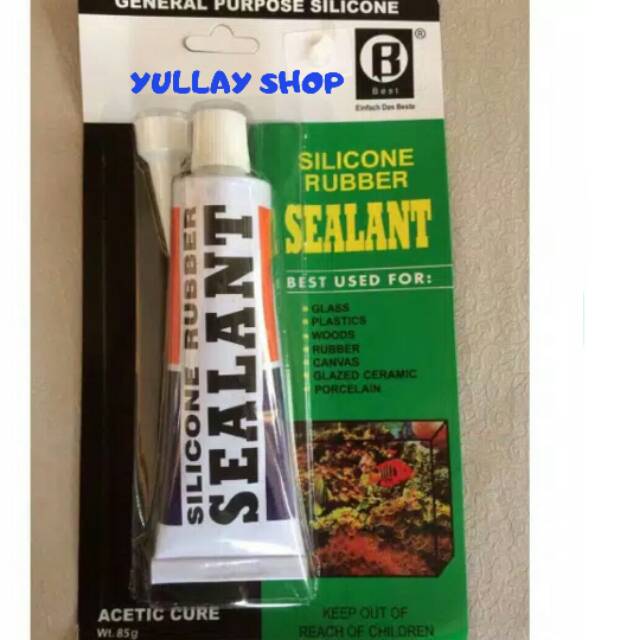 GENERAL PURPOSE SILICONE
B
®
Best
Einfach Das Beste
YULLAY SHOP
SILICONE
RUBBER
SEALANT
BEST USED FOR:
GLASS
PLASTICS
WOODS
RUBBER
CANVAS
GLAZED CERAMIC
PORCELAIN
SILICONE RUBBER
SEALANT
ACETIC CURE
Wt. 85g
KEEP OUT OF
REACH OF CHILDREN